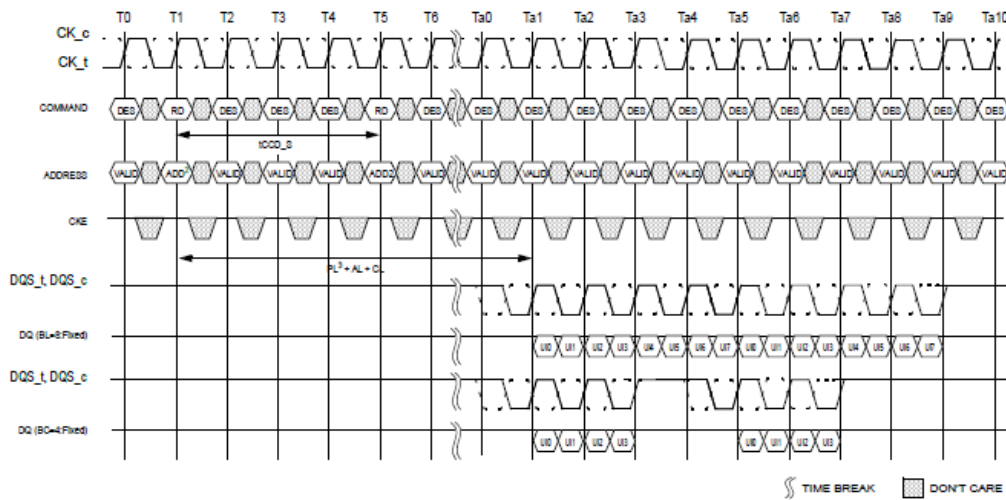 T0 T1 T2 T3 T4 T5 T6 Ta0 Ta1 Ta2 Ta3 Ta4 Ta5 Ta6 Ta7 Ta8 Ta9 Ta10
CK_c
CK_t
COMMAND DES RD DES DES DES RD DES DES DES DES DES DES DES DES DES DES DES DES
tCCD_S
ADDRESS VALID ADD2 VALID VALID VALID ADD2 VALID VALID VALID VALID VALID VALID VALID VALID VALID VALID VALID VALID
CKE
PL3 + AL + CL
DQS_t, DQS_c
DQ (BL=8:Fixed) UI0 UI1 UI2 UI3 UI4 UI5 UI6 UI7 UI0 UI1 UI2 UI3 UI4 UI5 UI6 UI7
DQS_t, DQS_c
DQ (BC=4:Fixed) UI0 UI1 UI2 UI3 UI0 UI1 UI2 UI3
TIME BREAK DON'T CARE